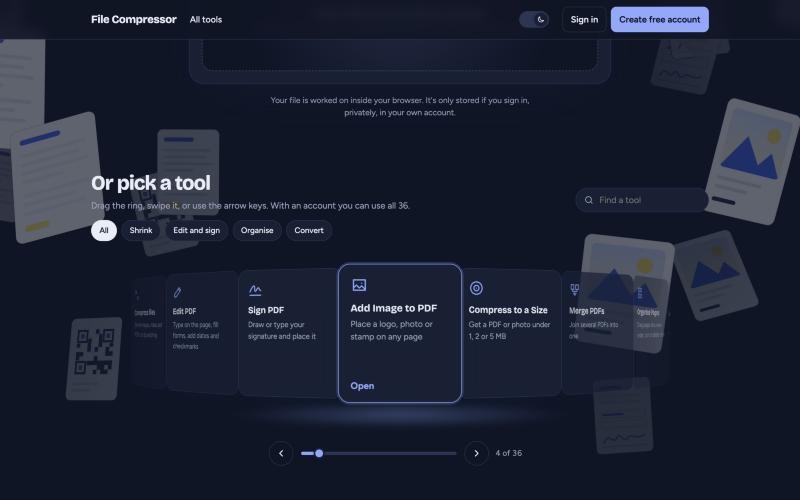 File Compressor
All tools
Sign in
Create free account
Your file is worked on inside your browser. It's only stored if you sign in,
privately, in your own account.
Or pick a tool
Drag the ring, swipe it, or use the arrow keys. With an account you can use all 36.
Find a tool
All
Shrink
Edit and sign
Organise
Convert
Compress files
Edit PDF
Type on the page, fill
forms, add dates and
checkmarks
Sign PDF
Draw or type your
signature and place it
Add Image to PDF
Place a logo, photo or
stamp on any page
Open
Compress to a Size
Get a PDF or photo under
1, 2 or 5 MB
Merge PDFs
Join several PDFs into
one
Organise Pages
4 of 36